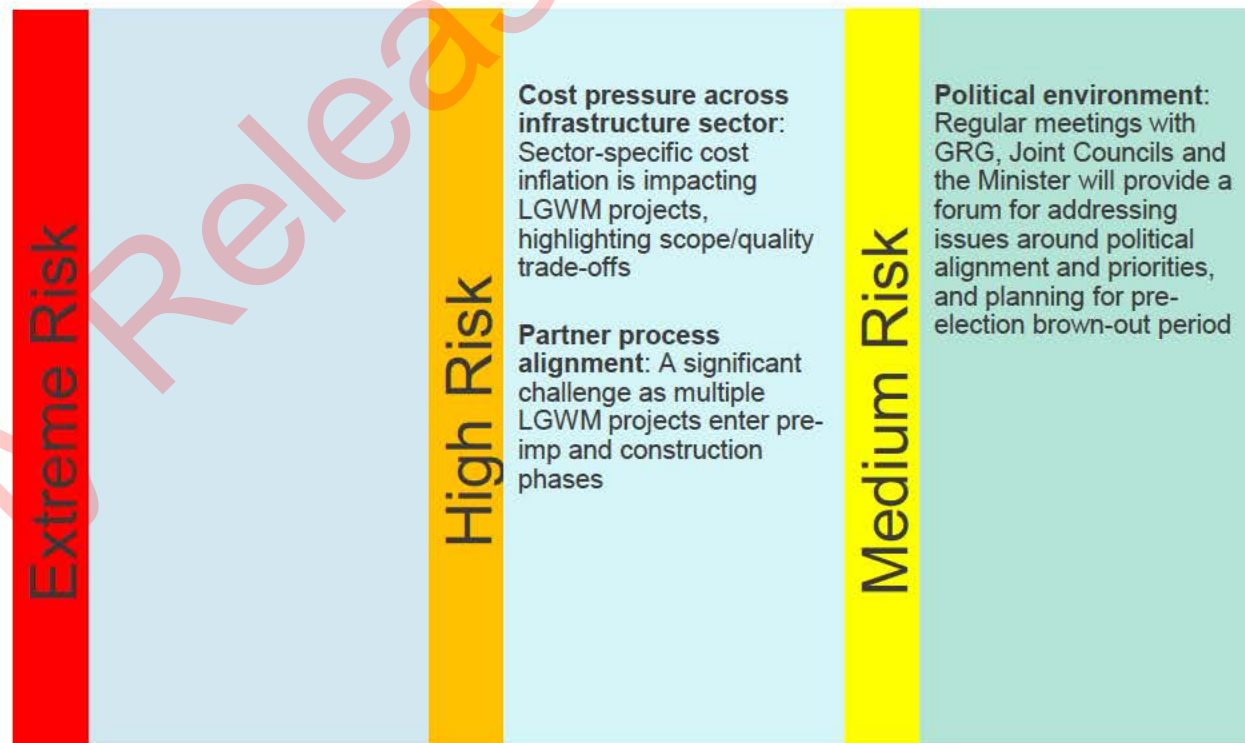 Extreme Risk
High Risk
Cost pressure across
infrastructure sector:
Sector-specific cost
inflation is impacting
LGWM projects,
highlighting scope/quality
trade-offs
Partner process
alignment: A significant
challenge as multiple
LGWM projects enter pre-
imp and construction
phases
Medium Risk
Political environment:
Regular meetings with
GRG, Joint Councils and
the Minister will provide a
forum for addressing
issues around political
alignment and priorities,
and planning for pre-
election brown-out period